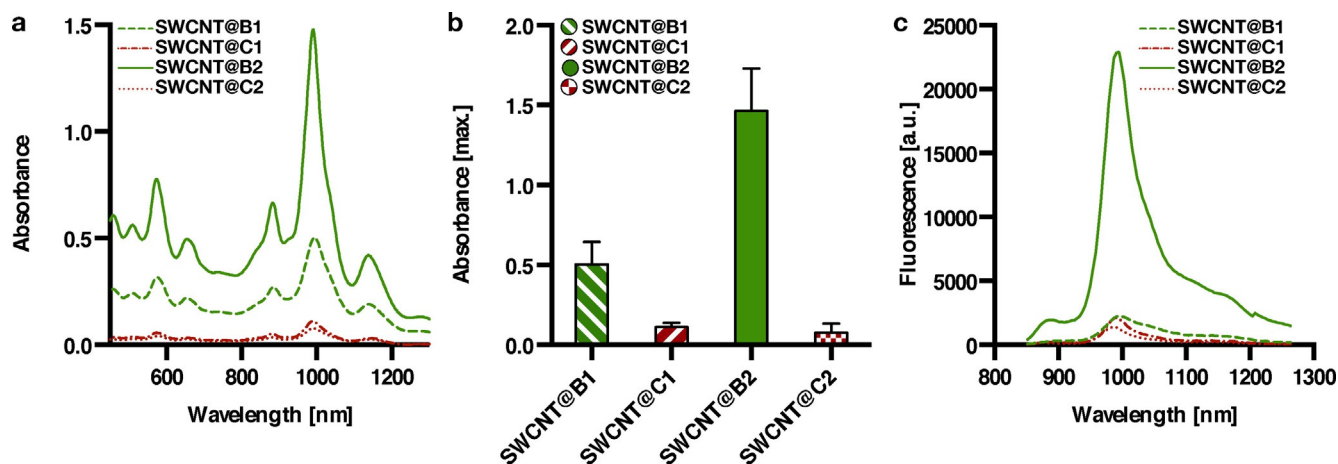 a
SWCNT@B1
SWCNT@C1
SWCNT@B2
SWCNT@C2
1.5
1.0
0.5
0.0
Absorbance
600 800 1000 1200
Wavelength [nm]
b
SWCNT@B1
SWCNT@C1
SWCNT@B2
SWCNT@C2
2.0
1.5
1.0
0.5
0.0
Absorbance [max.]
SWCNT@B1
SWCNT@C1
SWCNT@B2
SWCNT@C2
c
SWCNT@B1
SWCNT@C1
SWCNT@B2
SWCNT@C2
25000
20000
15000
10000
5000
0
Fluorescence [a.u.]
800 900 1000 1100 1200 1300
Wavelength [nm]